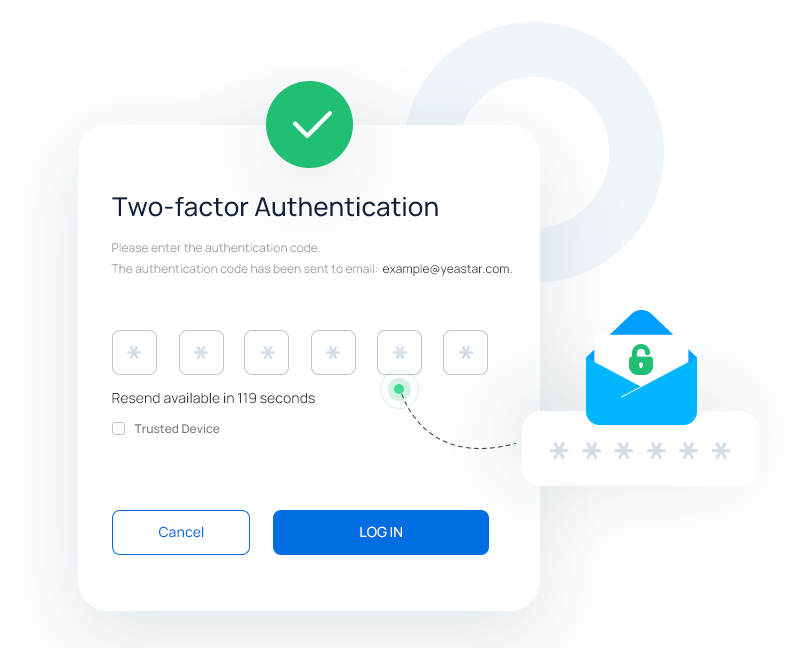 Two-factor Authentication
Please enter the authentication code.
The authentication code has been sent to email: example@yeastar.com.
* * * * * *
Resend available in 119 seconds
Trusted Device
* * * * * *
Cancel
LOG IN